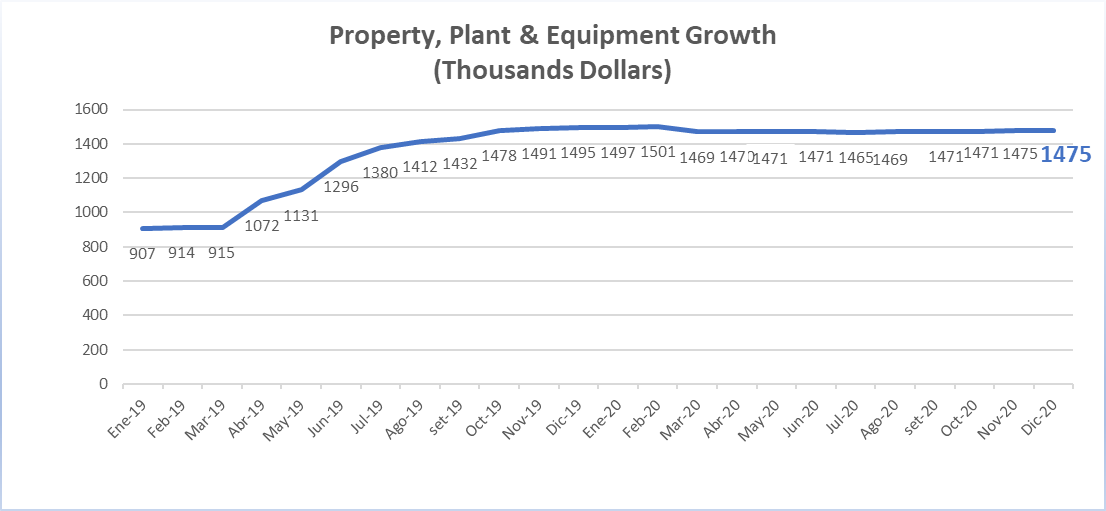 Property, Plant & Equipment Growth
(Thousands Dollars)
1600
1400
1200
1000
800
600
400
200
0
907
914
915
1072
1131
1296
1380
1412
1432
1478
1491
1495
1497
1501
1469
1470
1471
1471
1465
1469
1471
1471
1475
1475
Ene-19
Feb-19
Mar-19
Abr-19
May-19
Jun-19
Jul-19
Ago-19
set-19
Oct-19
Nov-19
Dic-19
Ene-20
Feb-20
Mar-20
Abr-20
May-20
Jun-20
Jul-20
Ago-20
set-20
Oct-20
Nov-20
Dic-20